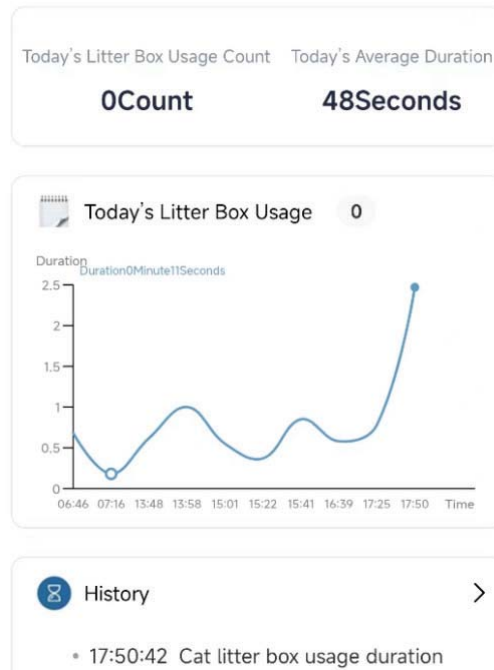 Today's Litter Box Usage Count Today's Average Duration
0Count 48Seconds
Today's Litter Box Usage 0
Duration
Duration0Minute11Seconds
2.5
2
1.5
1
0.5
0
06:46 07:16 13:48 13:58 15:01 15:22 15:41 16:39 17:25 17:50 Time
History
17:50:42 Cat litter box usage duration